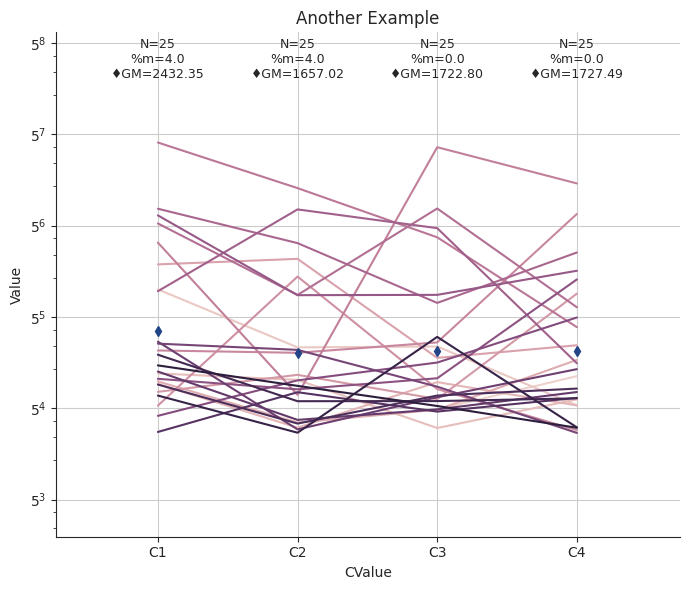 Another Example
N=25 N=25 N=25 N=25
%m=4.0 %m=4.0 %m=0.0 %m=0.0
♦GM=2432.35 ♦GM=1657.02 ♦GM=1722.80 ♦GM=1727.49
5⁸
5⁷
5⁶
5⁵
5⁴
5³
Value
C1 C2 C3 C4
CValue